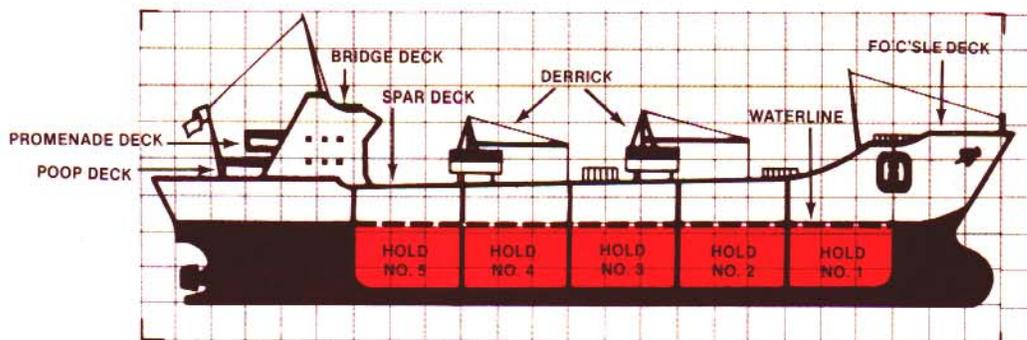 BRIDGE DECK
FO'C'SLE DECK
DERRICK
SPAR DECK
WATERLINE
PROMENADE DECK
POOP DECK
HOLD
NO. 5
HOLD
NO. 4
HOLD
NO. 3
HOLD
NO. 2
HOLD
NO. 1